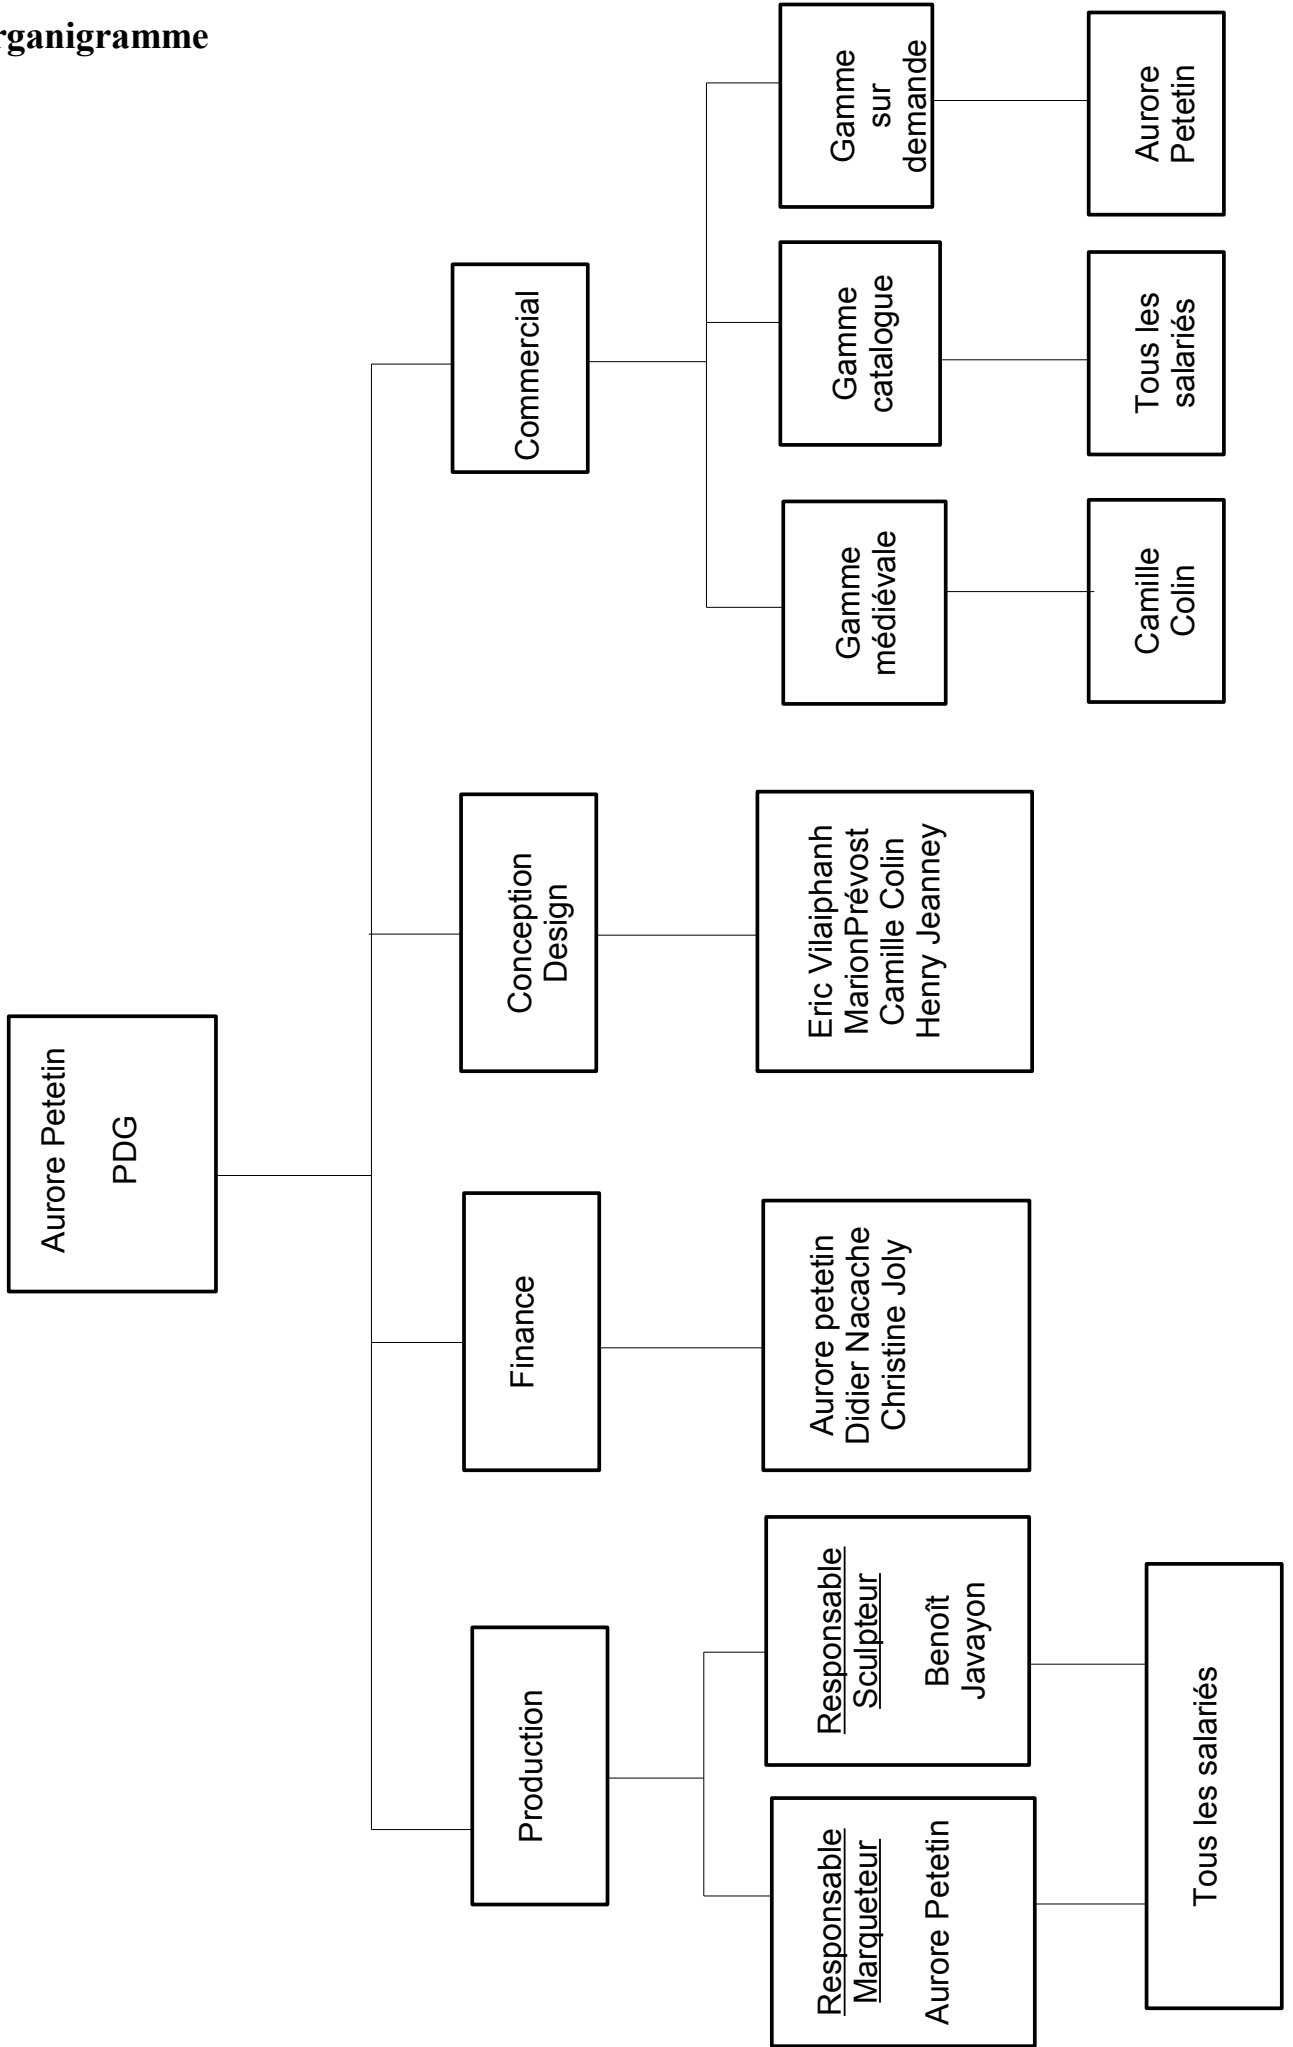 rganigramme
Aurore Petetin
PDG
Production
Finance
Conception
Design
Commercial
Responsable
Marqueteur
Aurore Petetin
Responsable
Sculpteur
Benoît
Javayon
Aurore petetin
Didier Nacache
Christine Joly
Eric Vilaiphanh
MarionPrévost
Camille Colin
Henry Jeanney
Gamme
médiévale
Gamme
catalogue
Gamme
sur
demande
Tous les salariés
Camille
Colin
Tous les
salariés
Aurore
Petetin